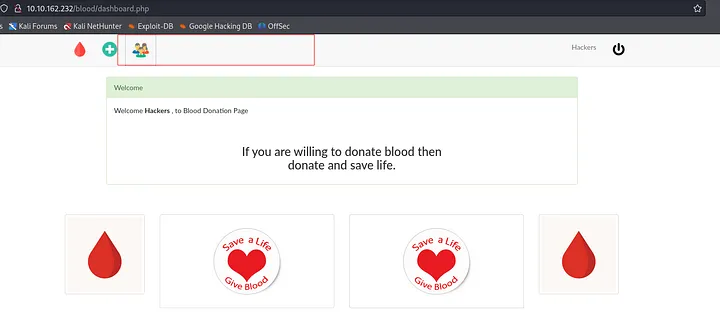 10.10.162.232/blood/dashboard.php
Kali Forums Kali NetHunter Exploit-DB Google Hacking DB OffSec
Hackers
Welcome
Welcome Hackers , to Blood Donation Page
If you are willing to donate blood then
donate and save life.
Save a Life
Give Blood
Save a Life
Give Blood